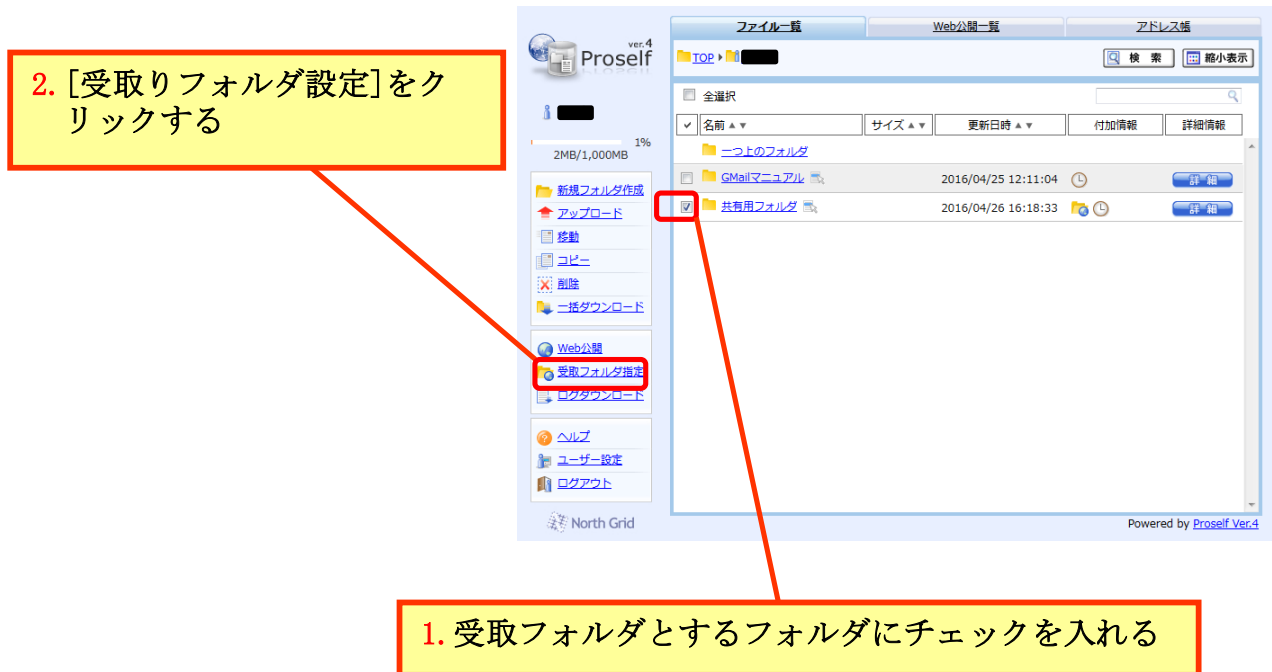 2. [受取りフォルダ設定]をク
リックする
ver.4
Proself
1%
2MB/1,000MB
新規フォルダ作成
アップロード
移動
コピー
削除
一括ダウンロード
Web公開
受取フォルダ指定
ログダウンロード
ヘルプ
ユーザー設定
ログアウト
North Grid
ファイル一覧 Web公開一覧 アドレス帳
TOP
検 索 縮小表示
全選択
名前▲▼ サイズ▲▼ 更新日時▲▼ 付加情報 詳細情報
一つ上のフォルダ
GMailマニュアル 2016/04/25 12:11:04 詳 細
共有用フォルダ 2016/04/26 16:18:33 詳 細
Powered by Proself Ver.4
1. 受取フォルダとするフォルダにチェックを入れる